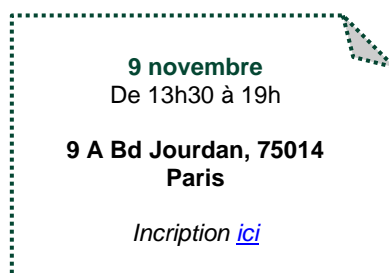 9 novembre
De 13h30 à 19h
9 A Bd Jourdan, 75014
Paris
Incription ici